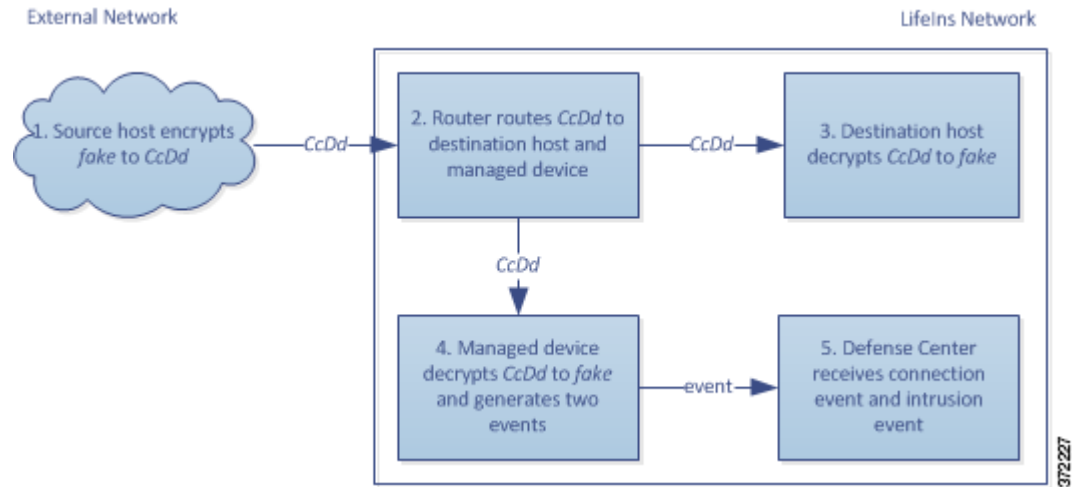 External Network
LifeIns Network
1. Source host encrypts
fake to CcDd
CcDd
2. Router routes CcDd to
destination host and
managed device
CcDd
3. Destination host
decrypts CcDd to fake
CcDd
4. Managed device
decrypts CcDd to fake
and generates two
events
event
5. Defense Center
receives connection
event and intrusion
event
372227